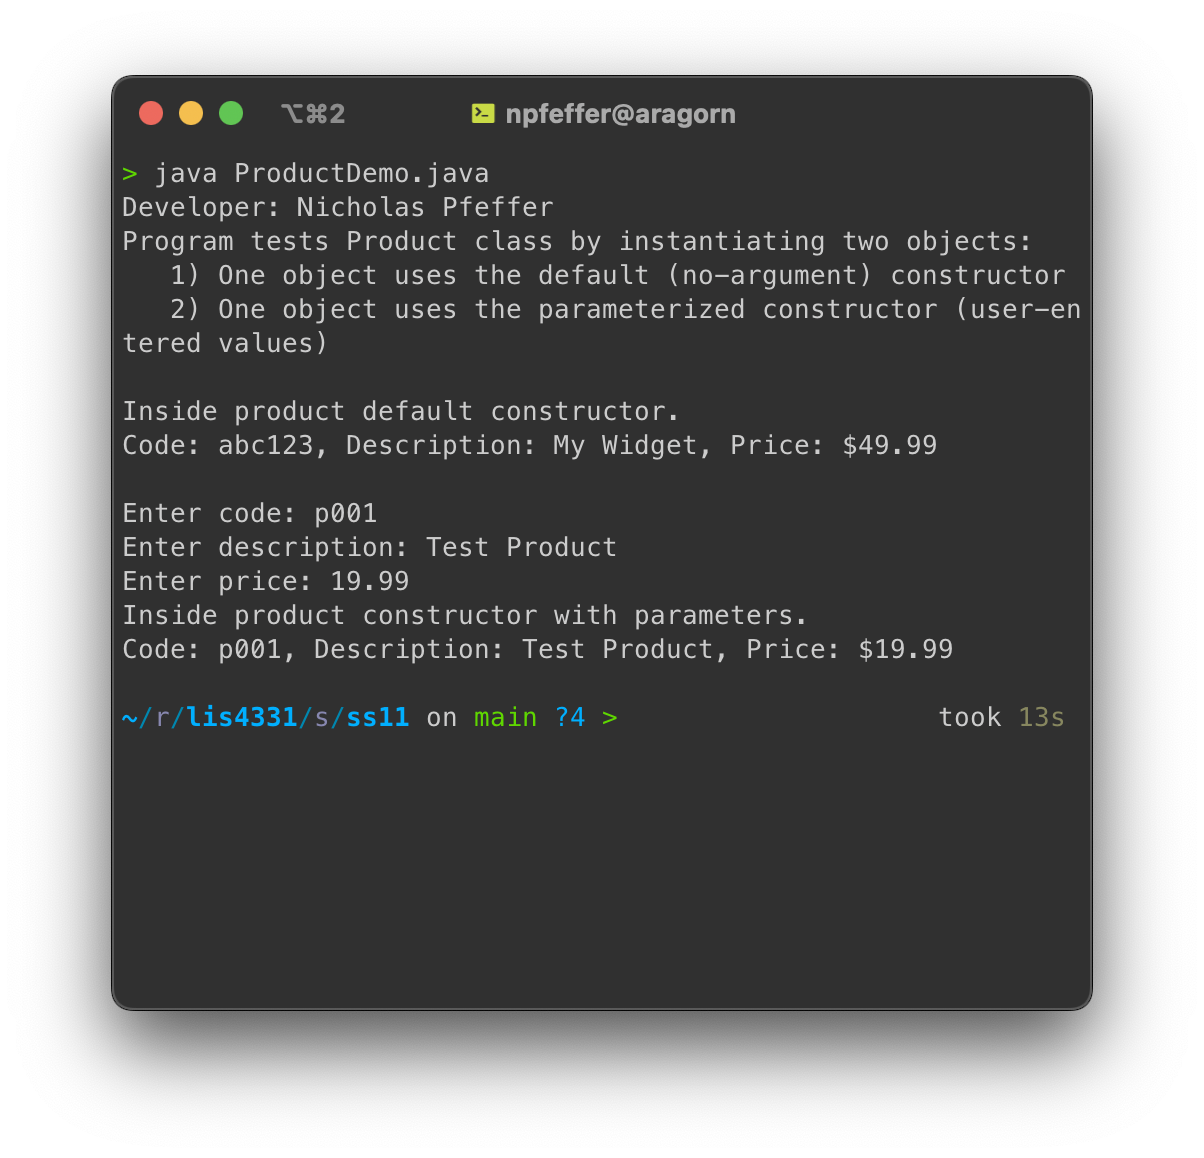 ⌥⌘2 npfeffer@aragorn
> java ProductDemo.java
Developer: Nicholas Pfeffer
Program tests Product class by instantiating two objects:
   1) One object uses the default (no-argument) constructor
   2) One object uses the parameterized constructor (user-en
tered values)

Inside product default constructor.
Code: abc123, Description: My Widget, Price: $49.99

Enter code: p001
Enter description: Test Product
Enter price: 19.99
Inside product constructor with parameters.
Code: p001, Description: Test Product, Price: $19.99

~/r/lis4331/s/ss11 on main ?4 > took 13s